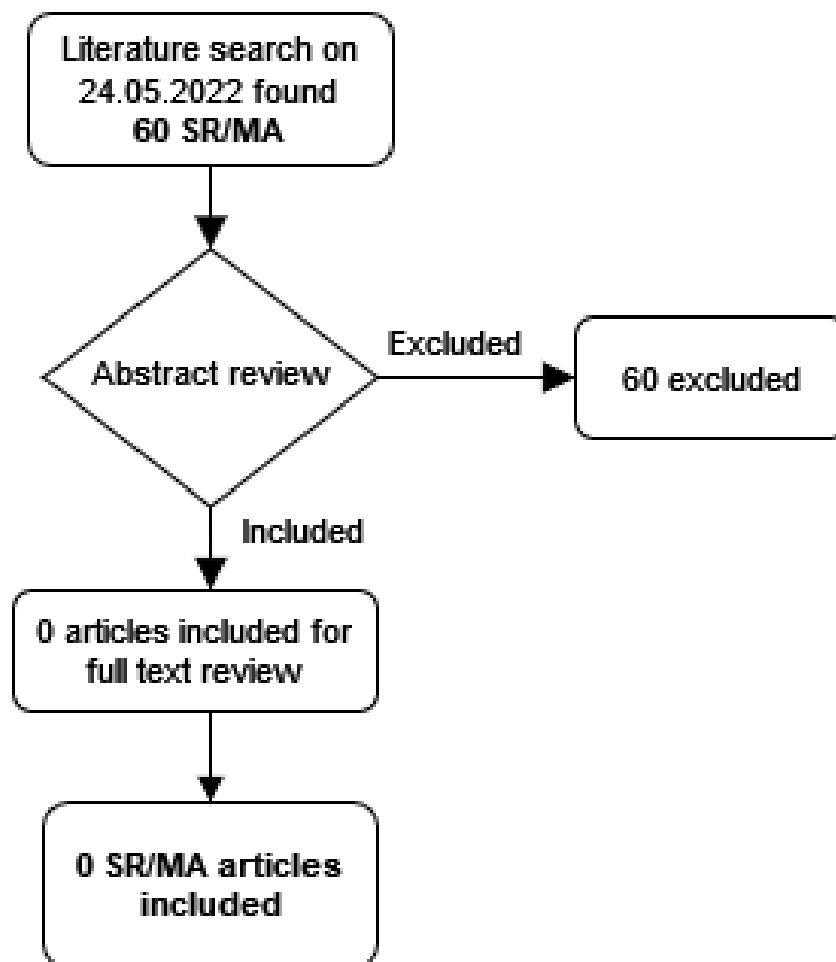 Literature search on
24.05.2022 found
60 SR/MA
Abstract review
Excluded
60 excluded
Included
0 articles included for
full text review
0 SR/MA articles
included